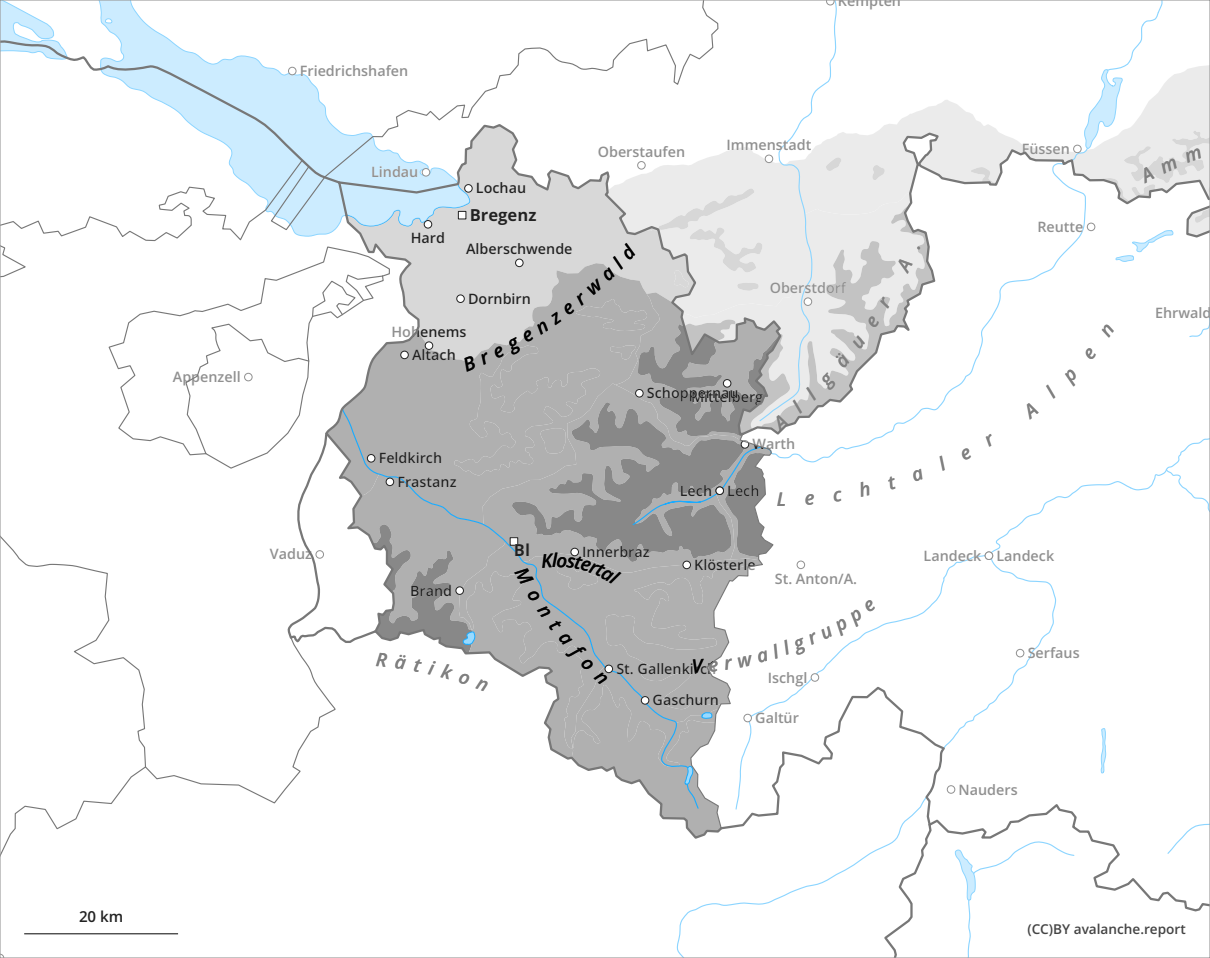 Kempten
Friedrichshafen
Immenstadt
Füssen
Oberstaufen
Amm
Lindau
Lochau
Bregenz
Reutte
Hard
Alberschwende
Oberstdorf
Dornbirn
Ehrwald
Bregenzerwald
Allgäuer A.
Hohenems
Altach
Appenzell
Schoppernau
Mittelberg
Lechtaler Alpen
Warth
Feldkirch
Frastanz
Lech
Lech
Bl
Innerbraz
Vaduz
Klostertal
Klösterle
Landeck
Landeck
St. Anton/A.
Brand
Montafon
Verwallgruppe
Rätikon
St. Gallenkirch
Serfaus
Ischgl
Gaschurn
Galtür
Nauders
20 km
(CC)BY avalanche.report